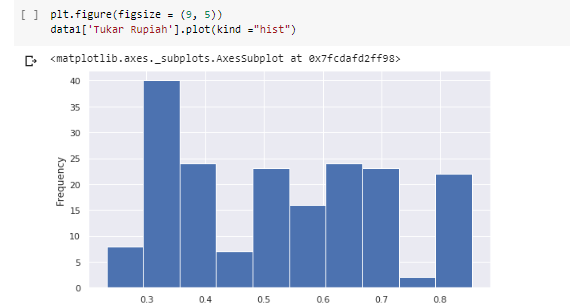 [ ] plt.figure(figsize = (9, 5))
data1['Tukar Rupiah'].plot(kind ="hist")
<matplotlib.axes._subplots.AxesSubplot at 0x7fcdafd2ff98>
40
35
30
25
20
15
10
5
0
Frequency
0.3 0.4 0.5 0.6 0.7 0.8